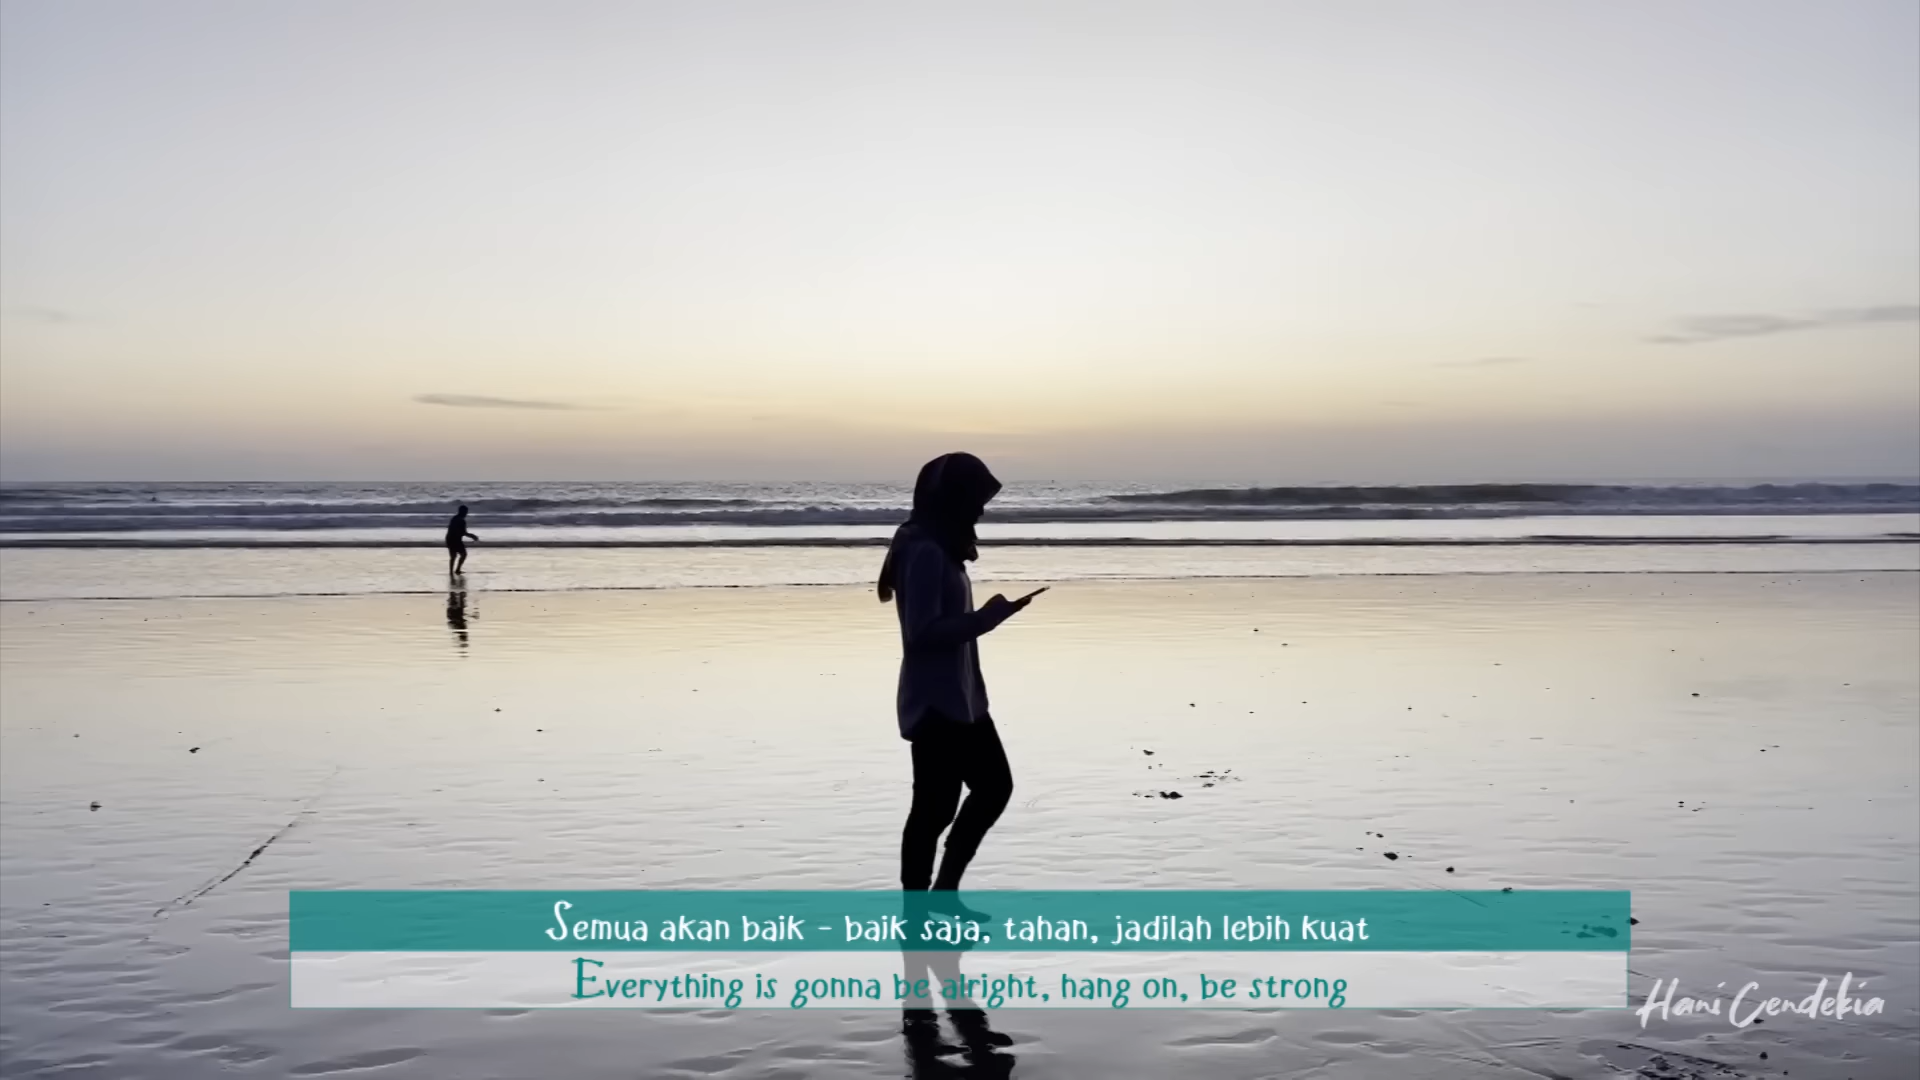 Semua akan baik - baik saja, tahan, jadilah lebih kuat
Everything is gonna be alright, hang on, be strong
Hani Cendekia